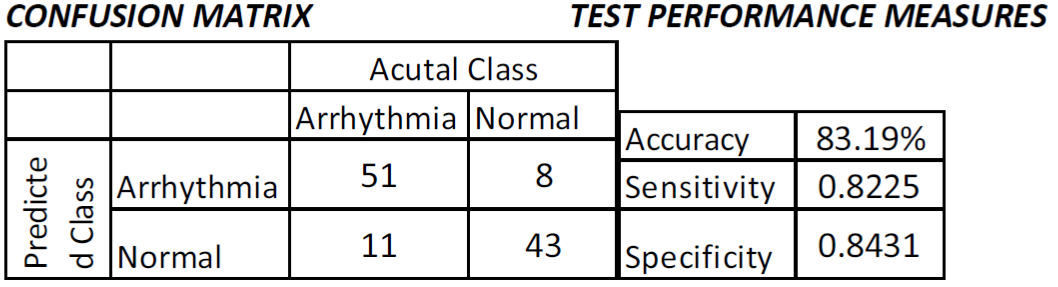 CONFUSION MATRIX TEST PERFORMANCE MEASURES
Acutal Class
Arrhythmia Normal
Predicte
d Class
Arrhythmia 51 8
Normal 11 43
Accuracy 83.19%
Sensitivity 0.8225
Specificity 0.8431